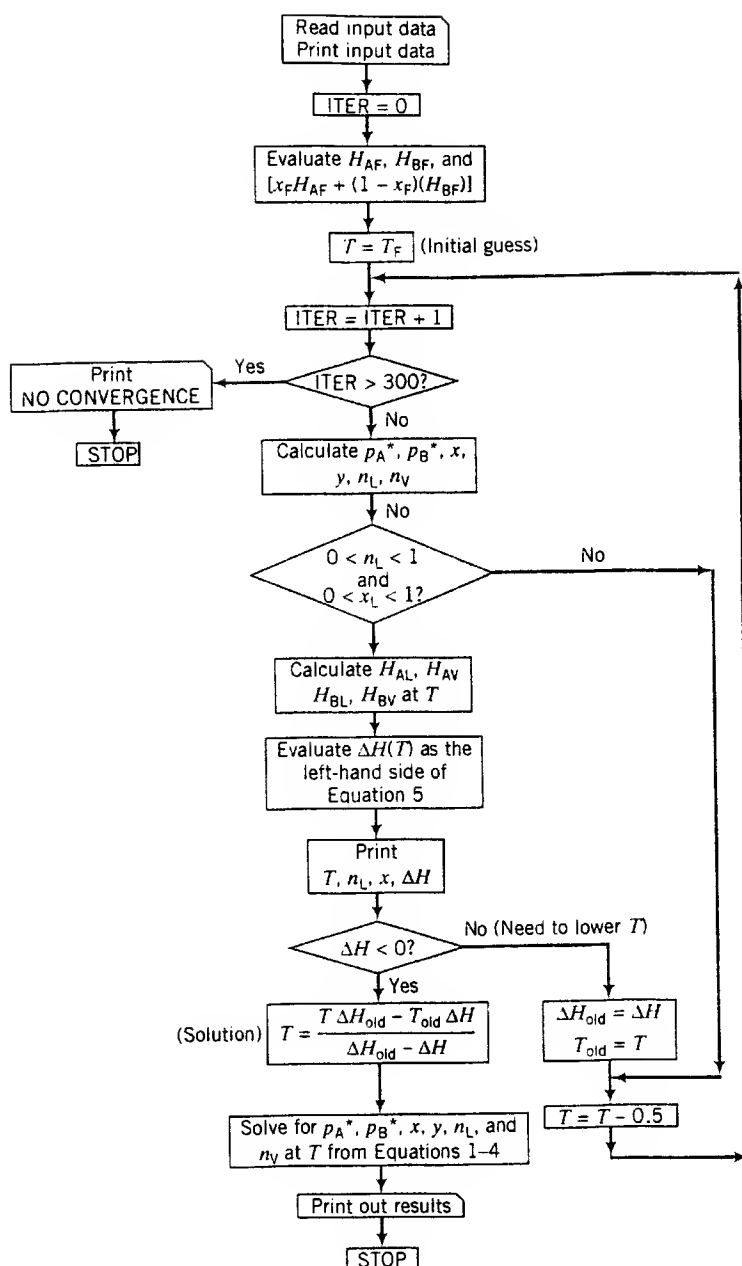 Read input data
Print input data
ITER = 0
Evaluate H_AF, H_BF, and
[x_F H_AF + (1 − x_F)(H_BF)]
T = T_F (Initial guess)
ITER = ITER + 1
Yes
ITER > 300?
Print
NO CONVERGENCE
STOP
No
Calculate p_A*, p_B*, x,
y, n_L, n_V
No
0 < n_L < 1
and
0 < x_L < 1?
No
Calculate H_AL, H_AV
H_BL, H_BV at T
Evaluate ΔH(T) as the
left-hand side of
Equation 5
Print
T, n_L, x, ΔH
ΔH < 0?
No (Need to lower T)
Yes
(Solution) T = (T ΔH_old − T_old ΔH) / (ΔH_old − ΔH)
ΔH_old = ΔH
T_old = T
T = T − 0.5
Solve for p_A*, p_B*, x, y, n_L, and
n_V at T from Equations 1–4
Print out results
STOP